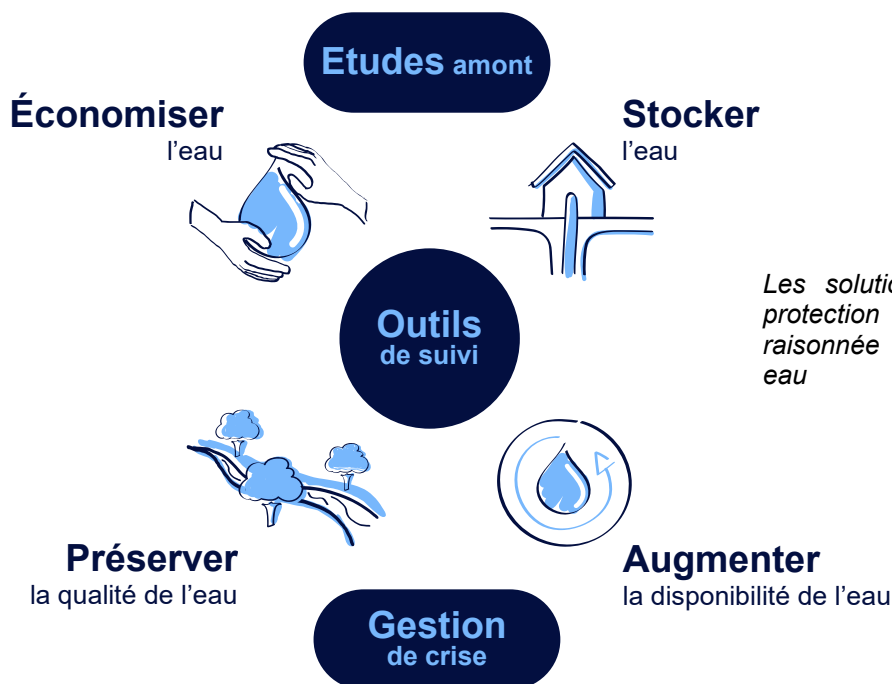 Etudes amont
Économiser
l'eau
Stocker
l'eau
Outils
de suivi
Les solutio
protection
raisonnée
eau
Préserver
la qualité de l'eau
Augmenter
la disponibilité de l'eau
Gestion
de crise